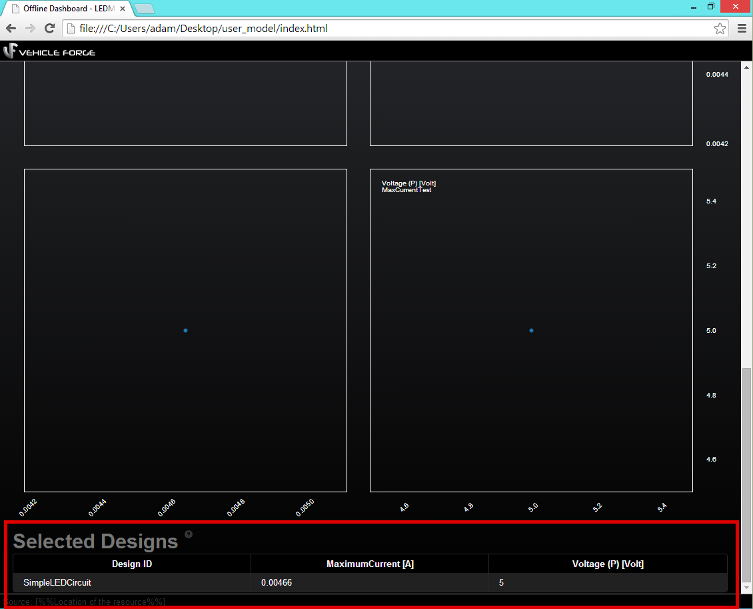 Offline Dashboard - LEDM
file:///C:/Users/adam/Desktop/user_model/index.html
VF VEHICLE FORGE
0.0044
0.0042
Voltage (P) [Volt]
MaxCurrentTest
5.4
5.2
5.0
4.8
4.6
0.0042 0.0044 0.0046 0.0048 0.0050 4.6 4.8 5.0 5.2 5.4
Selected Designs ?
Design ID MaximumCurrent [A] Voltage (P) [Volt]
SimpleLEDCircuit 0.00466 5
Source: [%%Location of the resource%%]